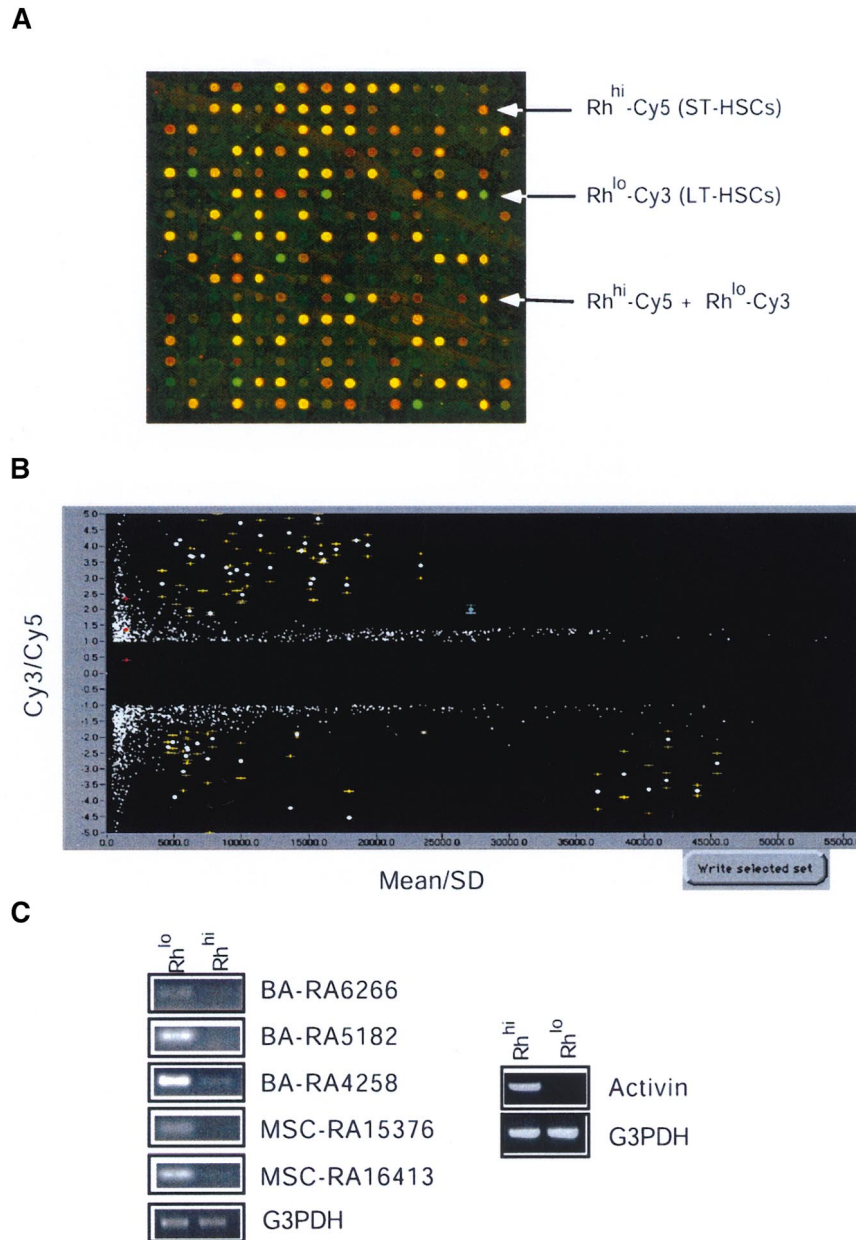 A
Rh^hi-Cy5 (ST-HSCs)
Rh^lo-Cy3 (LT-HSCs)
Rh^hi-Cy5 + Rh^lo-Cy3
B
Cy3/Cy5
5.0
4.5
4.0
3.5
3.0
2.5
2.0
1.5
1.0
0.5
0.0
-0.5
-1.0
-1.5
-2.0
-2.5
-3.0
-3.5
-4.0
-4.5
-5.0
0.0 5000.0 10000.0 15000.0 20000.0 25000.0 30000.0 35000.0 40000.0 45000.0 50000.0 55000.
Mean/SD
Write selected set
C
Rh^lo Rh^hi
BA-RA6266
BA-RA5182
BA-RA4258
MSC-RA15376
MSC-RA16413
G3PDH
Rh^hi Rh^lo
Activin
G3PDH